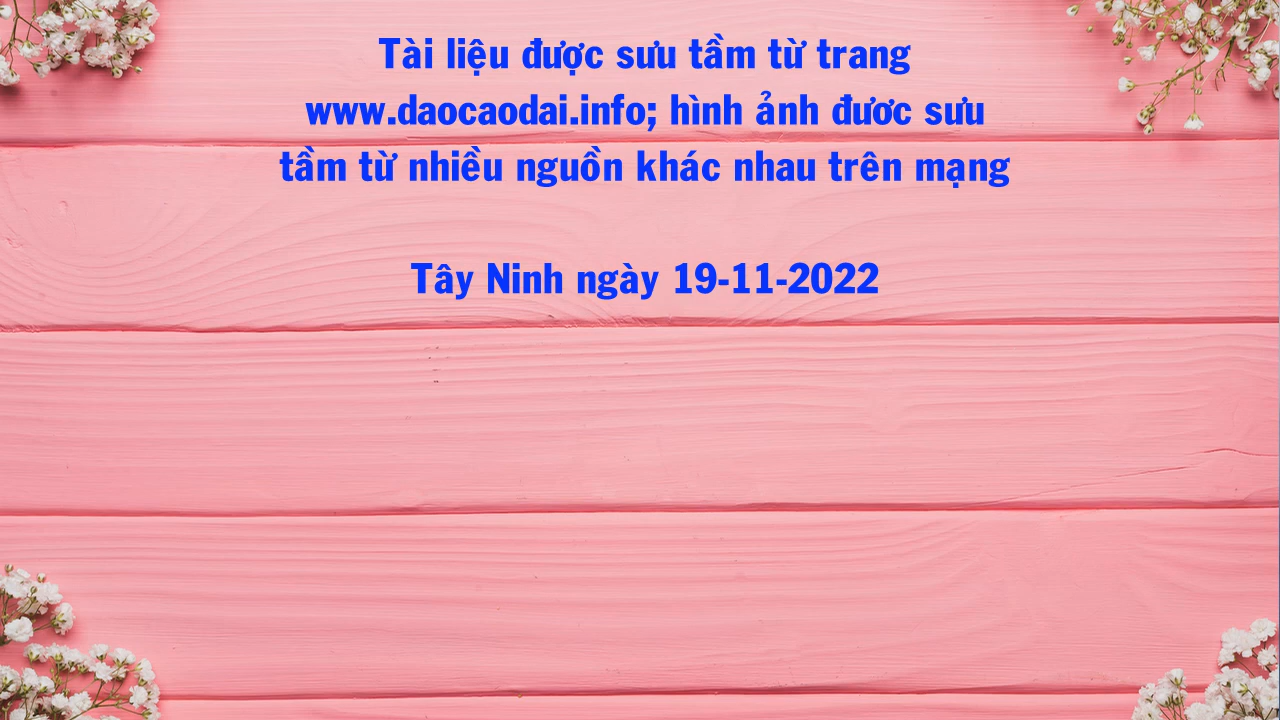 Tài liệu được sưu tầm từ trang
www.daocaodai.info; hình ảnh đươc sưu
tầm từ nhiều nguồn khác nhau trên mạng
Tây Ninh ngày 19-11-2022